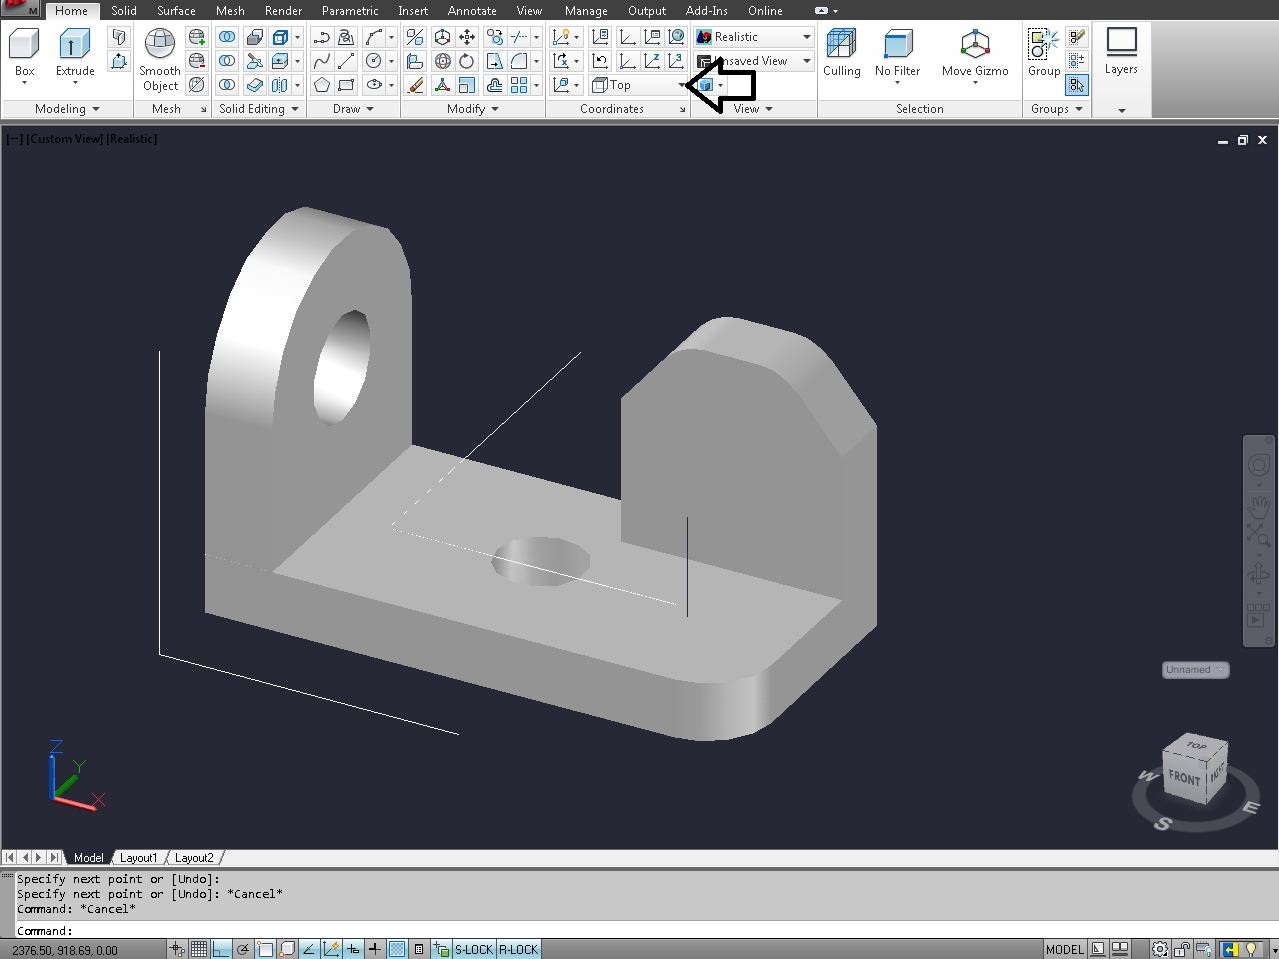 Home Solid Surface Mesh Render Parametric Insert Annotate View Manage Output Add-Ins Online
M
Realistic
Unsaved View
Box Extrude Smooth Object Culling No Filter Move Gizmo Group Layers
Top
Modeling Mesh Solid Editing Draw Modify Coordinates View Selection Groups
[−] [Custom View] [Realistic]
Unnamed
Z
Y
X
TOP
FRONT
RIGHT
W
S
E
Model Layout1 Layout2
Specify next point or [Undo]:
Specify next point or [Undo]: *Cancel*
Command: *Cancel*
Command:
2376.50, 918.69, 0.00 S-LOCK R-LOCK MODEL